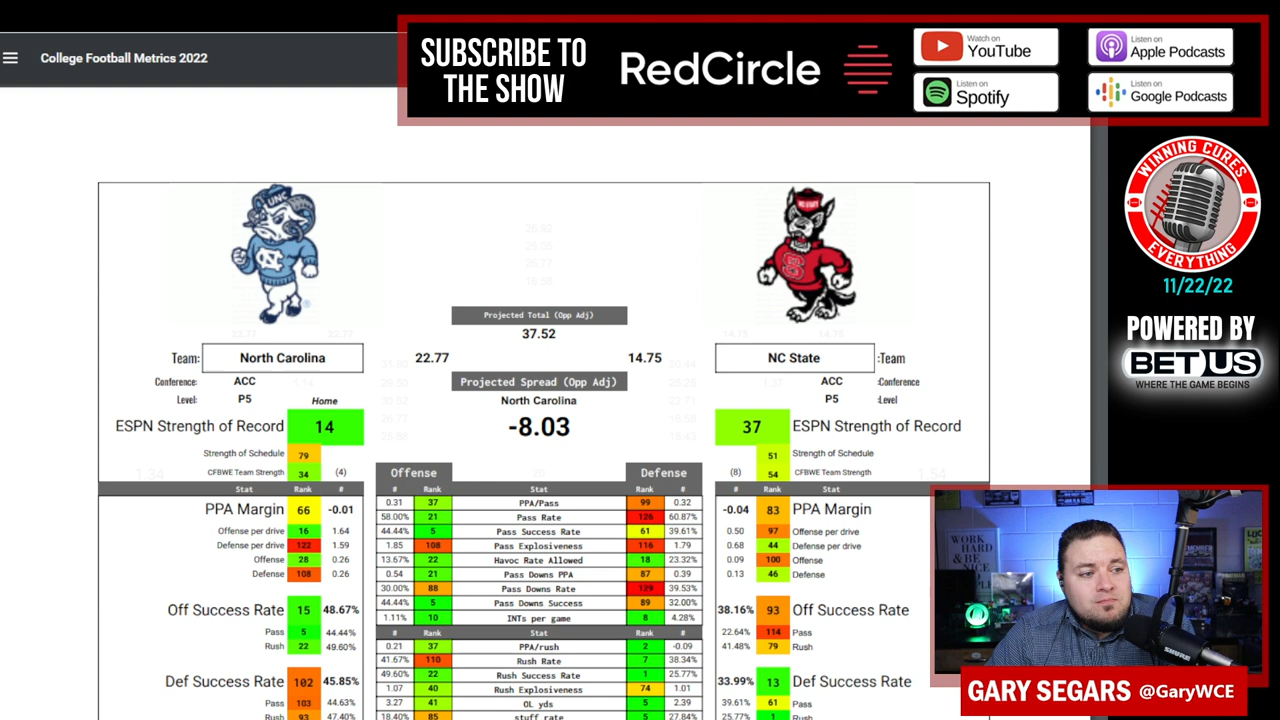 College Football Metrics 2022
SUBSCRIBE TO
THE SHOW
RedCircle
Watch on
YouTube
Listen on
Apple Podcasts
Listen on
Spotify
Listen on
Google Podcasts
WINNING CURES
EVERYTHING
11/22/22
POWERED BY
BETUS
WHERE THE GAME BEGINS
UNC
NC STATE
Projected Total (Opp Adj)
37.52
Team: North Carolina 22.77 14.75 NC State :Team
Conference: ACC ACC :Conference
Level: P5 P5 :Level
Home
Projected Spread (Opp Adj)
North Carolina
-8.03
ESPN Strength of Record 14 37 ESPN Strength of Record
Strength of Schedule 79 51 Strength of Schedule
CFBWE Team Strength 34 (4) (8) 54 CFBWE Team Strength
Offense Defense
Stat Rank # # Rank Stat Rank # # Rank Stat
PPA Margin 66 -0.01 -0.04 83 PPA Margin
Offense per drive 16 1.64 0.50 97 Offense per drive
Defense per drive 122 1.59 0.68 44 Defense per drive
Offense 28 0.26 0.09 100 Offense
Defense 108 0.26 0.13 46 Defense
0.31 37 PPA/Pass 99 0.32
58.00% 21 Pass Rate 126 60.87%
44.44% 5 Pass Success Rate 61 39.61%
1.85 108 Pass Explosiveness 116 1.79
13.67% 22 Havoc Rate Allowed 18 23.32%
0.54 21 Pass Downs PPA 87 0.39
30.00% 88 Pass Downs Rate 129 39.53%
44.44% 5 Pass Downs Success 89 32.00%
1.11% 10 INTs per game 8 4.28%
Off Success Rate 15 48.67% 38.16% 93 Off Success Rate
Pass 5 44.44% 22.64% 114 Pass
Rush 22 49.60% 41.48% 79 Rush
# Rank Stat Rank #
0.21 37 PPA/rush 2 -0.09
41.67% 110 Rush Rate 7 38.34%
49.60% 22 Rush Success Rate 1 25.77%
1.07 40 Rush Explosiveness 74 1.01
3.27 41 OL yds 5 2.39
18.40% 85 stuff rate 5 27.84%
Def Success Rate 102 45.85% 33.99% 13 Def Success Rate
Pass 103 44.63% 39.61% 61 Pass
Rush 93 47.40% 25.77% 1 Rush
WORK
HARD
& BE
NICE
SHURE
GARY SEGARS @GaryWCE